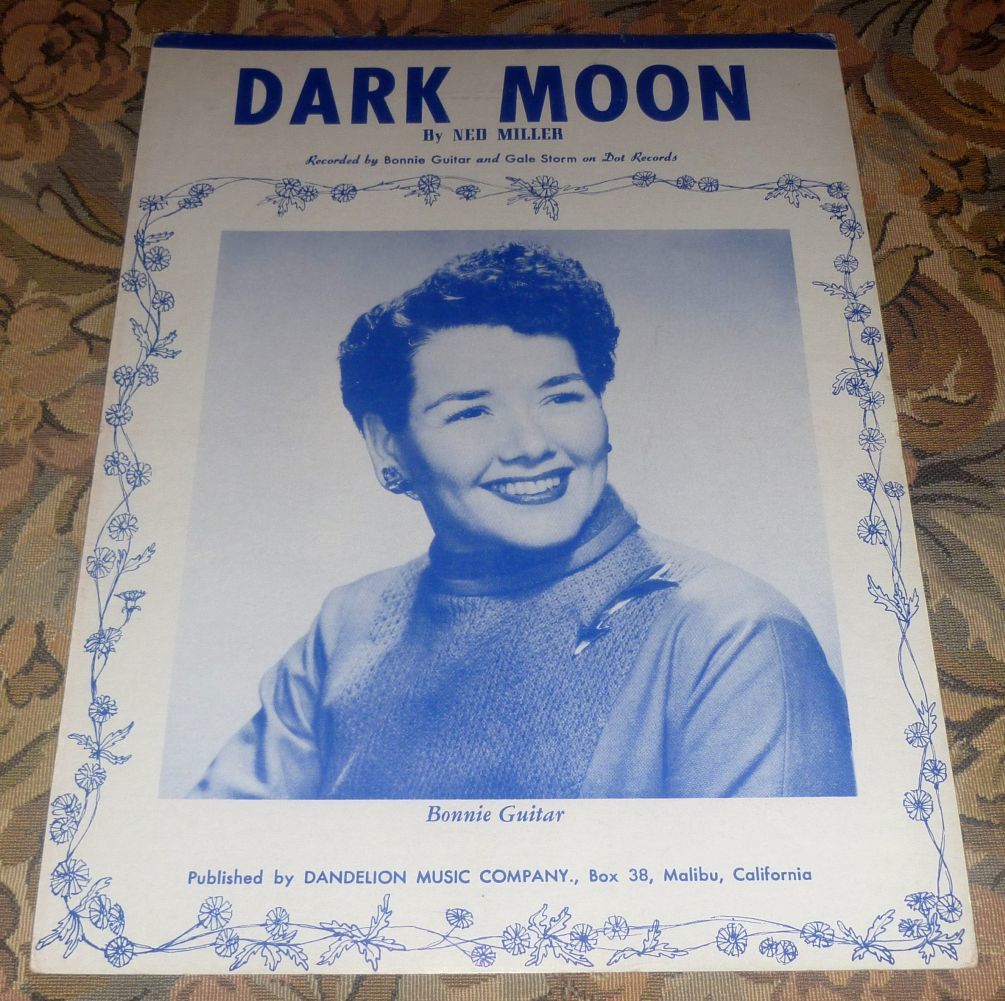 DARK MOON
By NED MILLER
Recorded by Bonnie Guitar and Gale Storm on Dot Records
Bonnie Guitar
Published by DANDELION MUSIC COMPANY., Box 38, Malibu, California